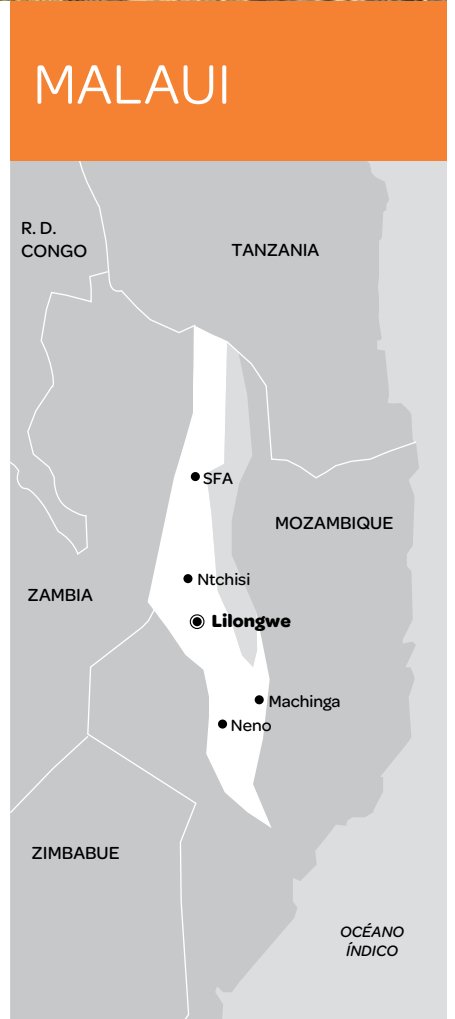 MALAUI
R. D.
CONGO
TANZANIA
SFA
MOZAMBIQUE
Ntchisi
ZAMBIA
Lilongwe
Machinga
Neno
ZIMBABUE
OCÉANO
ÍNDICO